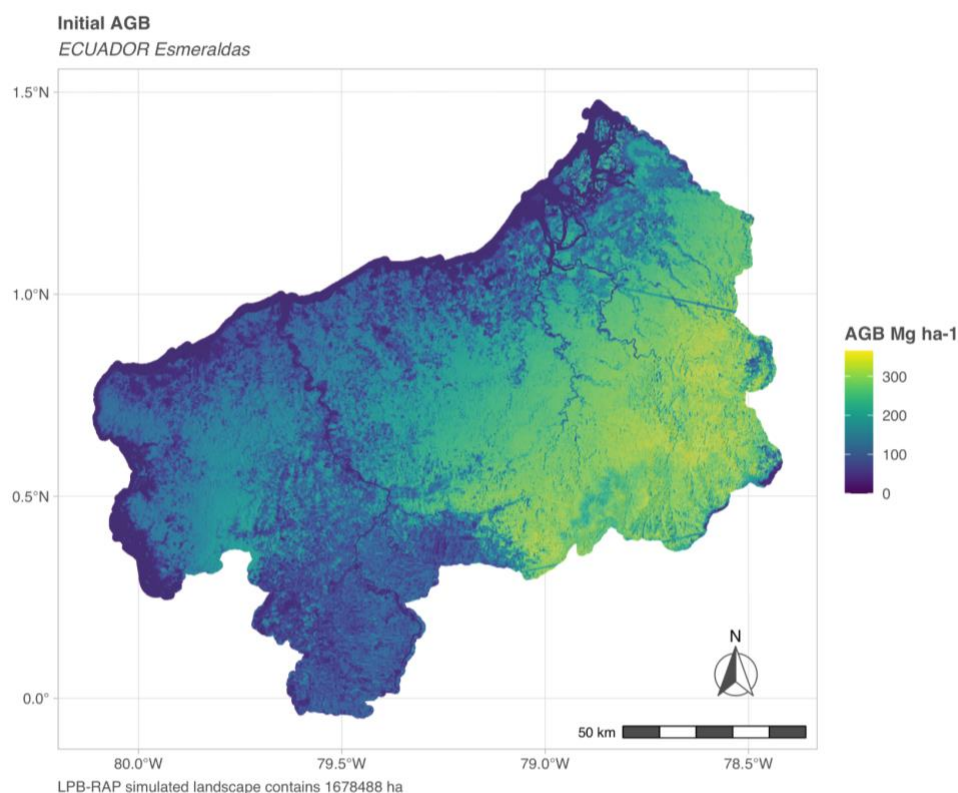 Initial AGB
ECUADOR Esmeraldas
1.5°N
1.0°N
0.5°N
0.0°
80.0°W
79.5°W
79.0°W
78.5°W
AGB Mg ha-1
300
200
100
0
N
50 km
LPB-RAP simulated landscape contains 1678488 ha